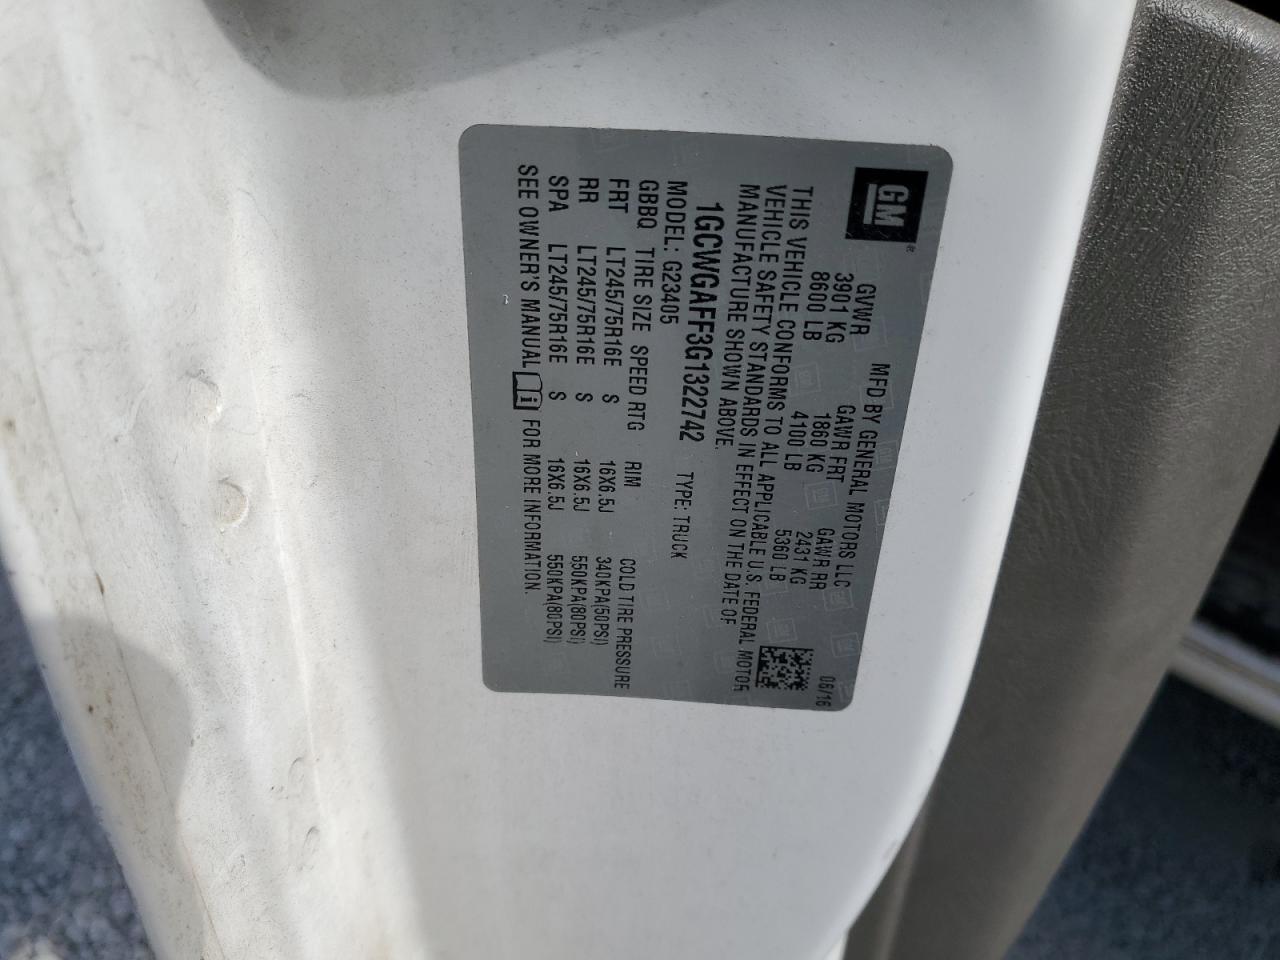 GM
MFD BY GENERAL MOTORS LLC
06/16
GVWR GAWR FRT GAWR RR
3901 KG 1860 KG 2431 KG
8600 LB 4100 LB 5360 LB
THIS VEHICLE CONFORMS TO ALL APPLICABLE U.S. FEDERAL MOTOR
VEHICLE SAFETY STANDARDS IN EFFECT ON THE DATE OF
MANUFACTURE SHOWN ABOVE.
1GCWGAFF3G1322742 TYPE: TRUCK
MODEL: G23405
GBBQ TIRE SIZE SPEED RTG RIM COLD TIRE PRESSURE
FRT LT245/75R16E S 16X6.5J 340KPA(50PSI)
RR LT245/75R16E S 16X6.5J 550KPA(80PSI)
SPA LT245/75R16E S 16X6.5J 550KPA(80PSI)
SEE OWNER'S MANUAL i FOR MORE INFORMATION.